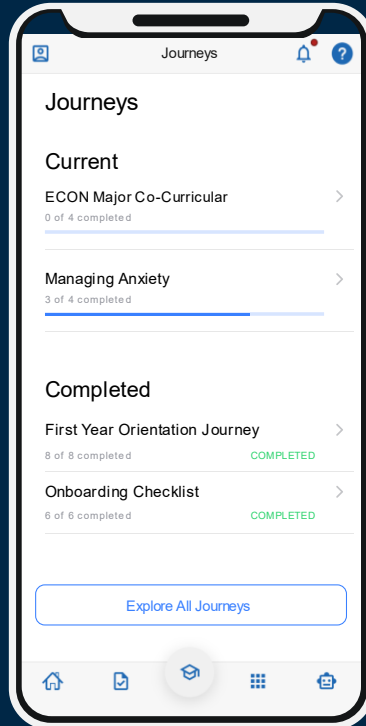 Journeys
?
Journeys
Current
ECON Major Co-Curricular
0 of 4 completed
Managing Anxiety
3 of 4 completed
Completed
First Year Orientation Journey
8 of 8 completed COMPLETED
Onboarding Checklist
6 of 6 completed COMPLETED
Explore All Journeys